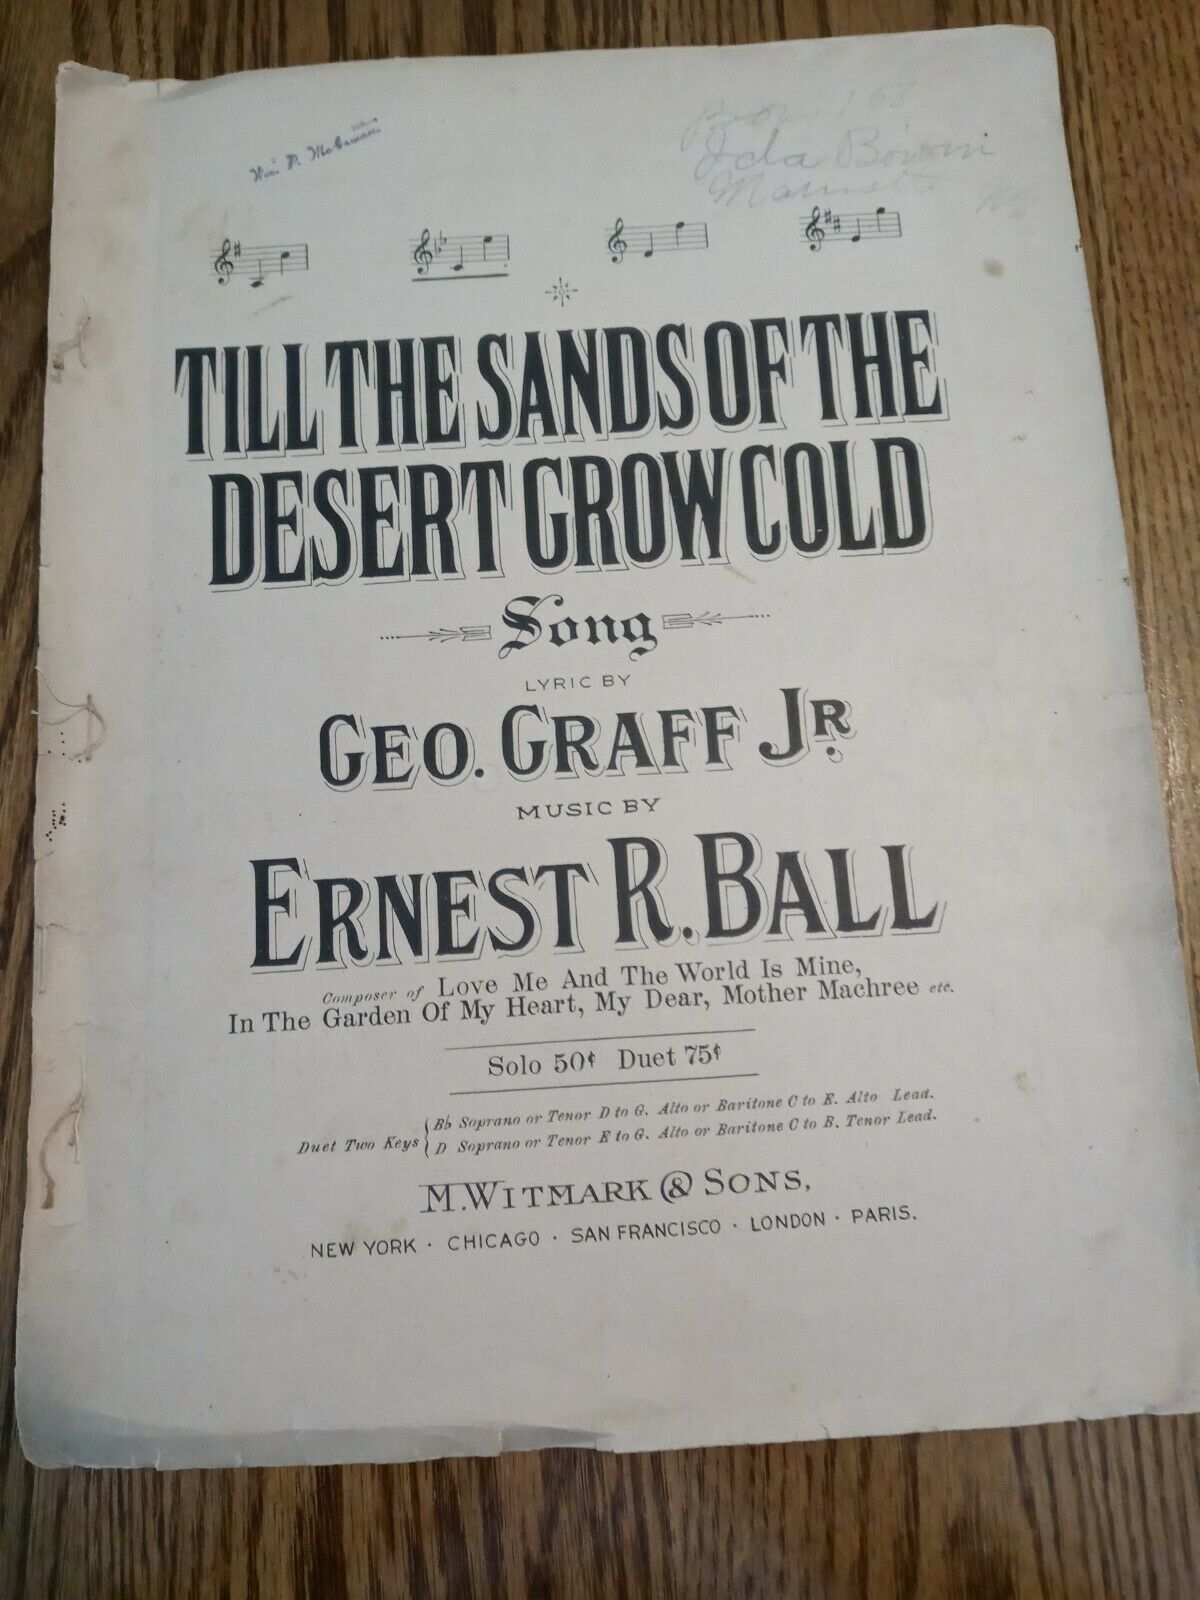 Ida
TILL THE SANDS OF THE
DESERT GROW COLD
Song
LYRIC BY
GEO. GRAFF JR.
MUSIC BY
ERNEST R. BALL
Composer of Love Me And The World Is Mine,
In The Garden Of My Heart, My Dear, Mother Machree etc.
Solo 50¢ Duet 75¢
Duet Two Keys
B♭ Soprano or Tenor D to G. Alto or Baritone C to E. Alto Lead.
D Soprano or Tenor E to G. Alto or Baritone C to B. Tenor Lead.
M. WITMARK & SONS,
NEW YORK · CHICAGO · SAN FRANCISCO · LONDON · PARIS.